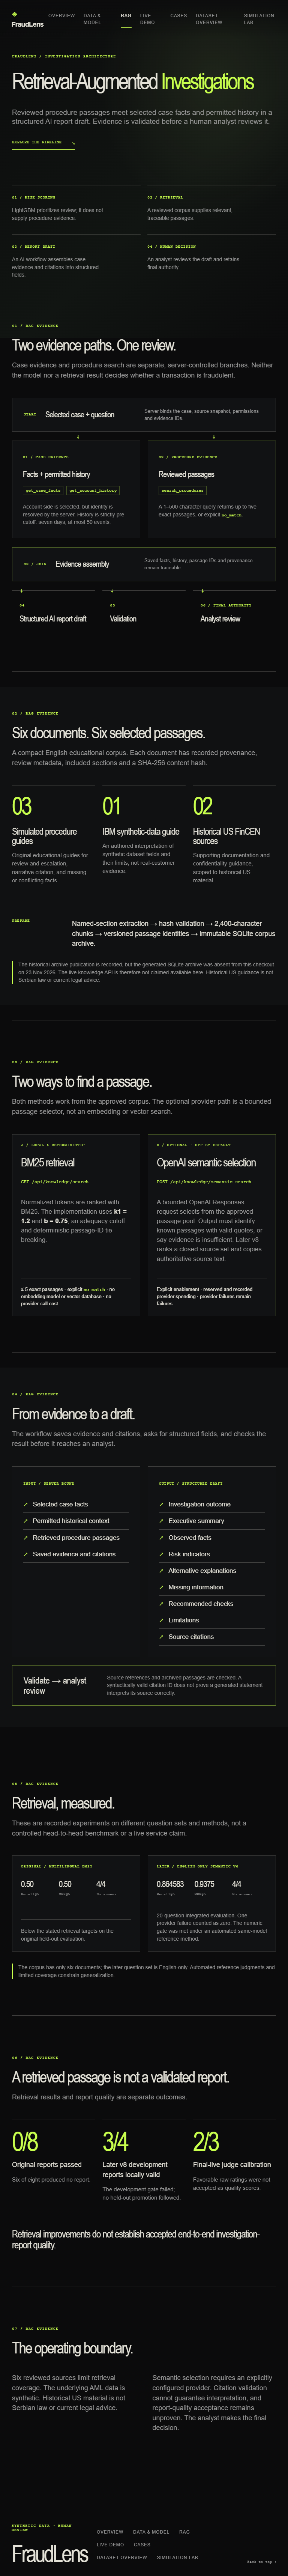 FraudLens
OVERVIEW
DATA & MODEL
RAG
LIVE DEMO
CASES
DATASET OVERVIEW
SIMULATION LAB
FRAUDLENS / INVESTIGATION ARCHITECTURE
Retrieval-Augmented Investigations
Reviewed procedure passages meet selected case facts and permitted history in a
structured AI report draft. Evidence is validated before a human analyst reviews it.
EXPLORE THE PIPELINE
01 / RISK SCORING
LightGBM prioritizes review; it does not
supply procedure evidence.
02 / RETRIEVAL
A reviewed corpus supplies relevant,
traceable passages.
03 / REPORT DRAFT
An AI workflow assembles case
evidence and citations into structured
fields.
04 / HUMAN DECISION
An analyst reviews the draft and retains
final authority.
01 / RAG EVIDENCE
Two evidence paths. One review.
Case evidence and procedure search are separate, server-controlled branches. Neither
the model nor a retrieval result decides whether a transaction is fraudulent.
START
Selected case + question
Server binds the case, source snapshot, permissions
and evidence IDs.
↓
↓
01 / CASE EVIDENCE
Facts + permitted history
get_case_facts
get_account_history
Account side is selected, but identity is
resolved by the server. History is strictly pre-
cutoff: seven days, at most 50 events.
02 / PROCEDURE EVIDENCE
Reviewed passages
search_procedures
A 1–500 character query returns up to five
exact passages, or explicit no_match.
03 / JOIN
Evidence assembly
Saved facts, history, passage IDs and provenance
remain traceable.
↓
↓
↓
04
Structured AI report draft
05
Validation
06 / FINAL AUTHORITY
Analyst review
02 / RAG EVIDENCE
Six documents. Six selected passages.
A compact English educational corpus. Each document has recorded provenance,
review metadata, included sections and a SHA-256 content hash.
03
Simulated procedure
guides
Original educational guides for
review and escalation,
narrative citation, and missing
or conflicting facts.
01
IBM synthetic-data guide
An authored interpretation of
synthetic dataset fields and
their limits; not real-customer
evidence.
02
Historical US FinCEN
sources
Supporting documentation and
confidentiality guidance,
scoped to historical US
material.
PREPARE
Named-section extraction → hash validation → 2,400-character
chunks → versioned passage identities → immutable SQLite corpus
archive.
The historical archive publication is recorded, but the generated SQLite archive was absent from this checkout
on 23 Nov 2026. The live knowledge API is therefore not claimed available here. Historical US guidance is not
Serbian law or current legal advice.
03 / RAG EVIDENCE
Two ways to find a passage.
Both methods work from the approved corpus. The optional provider path is a bounded
passage selector, not an embedding or vector search.
A / LOCAL & DETERMINISTIC
BM25 retrieval
GET /api/knowledge/search
Normalized tokens are ranked with
BM25. The implementation uses k1 =
1.2 and b = 0.75, an adequacy cutoff
and deterministic passage-ID tie
breaking.
≤ 5 exact passages · explicit no_match · no
embedding model or vector database · no
provider-call cost
B / OPTIONAL · OFF BY DEFAULT
OpenAI semantic selection
POST /api/knowledge/semantic-search
A bounded OpenAI Responses
request selects from the approved
passage pool. Output must identify
known passages with valid quotes, or
say no answer. Later v8 ranks
ranked a closed source set and copies
authoritative source text.
Explicit enablement · reserved and recorded
provider spending · provider failures remain
failures
04 / RAG EVIDENCE
From evidence to a draft.
The workflow saves evidence and citations, asks for structured fields, and checks the
result before it reaches an analyst.
INPUT / SERVER BOUND
↗ Selected case facts
↗ Permitted historical context
↗ Retrieved procedure passages
↗ Saved evidence and citations
OUTPUT / STRUCTURED DRAFT
↗ Investigation outcome
↗ Executive summary
↗ Observed facts
↗ Risk indicators
↗ Alternative explanations
↗ Missing information
↗ Recommended checks
↗ Limitations
↗ Source citations
Validate → analyst
review
Source references and archived passages are checked. A
syntactically valid citation ID does not prove a generated statement
interprets its source correctly.
05 / RAG EVIDENCE
Retrieval, measured.
These are recorded experiments on different question sets and methods, not a
controlled head-to-head benchmark or a live service claim.
ORIGINAL / MULTILINGUAL BM25
0.50
0.50
4/4
Recall@5
MRR@5
No-answer
Below the stated retrieval targets on the
original held-out evaluation.
LATER / ENGLISH-ONLY SEMANTIC V8
0.864583
0.9375
4/4
Recall@5
MRR@5
No-answer
20-question integrated evaluation. One
provider failure counted as zero. The numeric
gate was met under an automated same-model
reference method.
The corpus has only six documents; the later question set is English-only. Automated reference judgments and
limited coverage constrain generalization.
06 / RAG EVIDENCE
A retrieved passage is not a validated report.
Retrieval results and report quality are separate outcomes.
0/8
Original reports passed
Six of eight produced no report.
3/4
Later v8 development
reports locally valid
The development gate failed;
no held-out promotion followed.
2/3
Final-live judge calibration
Favorable raw ratings were not
accepted as quality scores.
Retrieval improvements do not establish accepted end-to-end investigation-
report quality.
07 / RAG EVIDENCE
The operating boundary.
Six reviewed sources limit retrieval
coverage. The underlying AML data is
synthetic. Historical US material is not
Serbian law or current legal advice.
Semantic selection requires an explicitly
configured provider. Citation validation
cannot guarantee interpretation, and
report-quality acceptance remains
unproven. The analyst makes the final
decision.
SYNTHETIC DATA · HUMAN
REVIEW
FraudLens
OVERVIEW
DATA & MODEL
RAG
LIVE DEMO
CASES
DATASET OVERVIEW
SIMULATION LAB
Back to top ↑